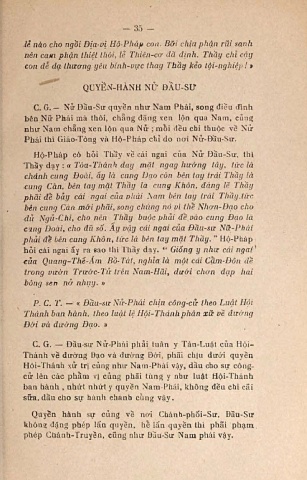 — 35 —
lẻ nào cho ngồi Địa-vi Hộ-Pháp con. Bởi chịu phận rũi sanh
nên cam phận thiệt thòi, lẽ Thiên-cơ đã định. Thầy chỉ cậy
con để dạ thương yêu binh-vực thay Thầy kẻo tội-nghiệp! »
QUYỀN-HÀNH NỮ ĐẦU-SƯ
C. G. — Nữ Đầu-Sư quyền như Nam Phái, song điều đình
bên Nữ Phái mà thôi, chẳng đặng xen lộn qua Nam, cũng
như Nam chẳng xen lộn qua Nữ ; mỗi đều chi thuộc về Nữ
Phái thì Giáo-Tông và Hộ-Pháp chỉ do nơi Nữ Đầu-Sư.
Hộ-Pháp có hỏi Thầy về cái ngai của Nữ Đầu-Sư, thì
Thầy dạy : « Tòa-Thánh day mặt ngay hướng tây, tức là
chánh cung Đoài, ấy là cung Đạo còn bên tay trái Thầy là
cung Càn, bên tay mặt Thầy là cung Khôn, đáng lẽ Thầy
phải để bảy cái ngai của phái Nam bên tay trái Thầy, tức
bên cung Càn mới phải, song chúng nó vì thể Nhơn-Đạo cho
đủ Ngũ-Chi, cho nên Thầy buộc phải để vào cung Đạo là
cung Đoài, cho đủ số. Ấy vậy cái ngai của Đầu-sư Nữ-Phái
phải để bên cung Khôn, tức là bên tay mặt Thầy. " Hộ-Pháp
hỏi cái ngai ấy ra sao thì Thầy dạy. " Giống y như cái ngai
của Quang-Thế-Âm Bồ-Tát, nghĩa là một cái Cẩm-Đôn để
trong vườn Trước-Tử trên Nam-Hải, dưới chơn đạp hai
bông sen nở-nhụy. »
P. C. T. — « Đầu-sư Nữ-Phái chịu công-cử theo Luật Hội
Thánh ban hành, theo luật lệ Hội-Thánh phân xử về đường
Đời và đường Đạo. »
C. G. — Đầu-sư Nữ-Phái phải tuân y Tân-Luật của Hội-
Thánh về đường Đạo và đường Đời, phải chịu dưới quyền
Hội-Thánh xử trị cũng như Nam-Phái vậy, dầu cho sự công-
cử lên các phẩm vị cũng phải tùng y như luật Hội-Thánh
ban hành , nhứt nhứt y quyền Nam-Phái, không đều chi cải
sửa, dầu cho sự hành chánh cũng vậy.
Quyền hành sự cũng về nơi Chánh-phối-Sư. Đầu-Sư
không đặng phép lấn quyền, hễ lấn quyền thì phải phạm
phép Chánh-Truyền, cũng như Đầu-Sư Nam phái vậy.